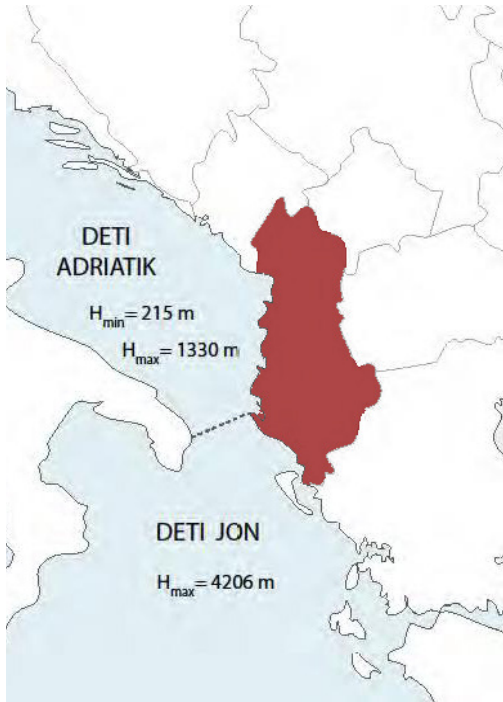 DETI
ADRIATIK
Hmin= 215 m
Hmax= 1330 m
DETI JON
Hmax= 4206 m